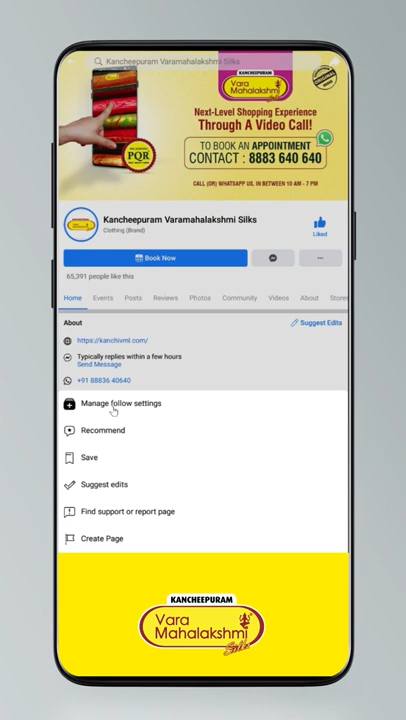 Kancheepuram Varamahalakshmi Silks
KANCHEEPURAM
Vara
Mahalakshmi
Silks
ORIGINAL
Next-Level Shopping Experience
Through A Video Call!
TO BOOK AN APPOINTMENT
CONTACT : 8883 640 640
PQR
CALL (OR) WHATSAPP US, IN BETWEEN 10 AM - 7 PM
Kancheepuram Varamahalakshmi Silks
Clothing (Brand)
Liked
Book Now
65,391 people like this
Home Events Posts Reviews Photos Community Videos About Stores
About
Suggest Edits
https://kanchivml.com/
Typically replies within a few hours
Send Message
+91 88836 40640
Manage follow settings
Recommend
Save
Suggest edits
Find support or report page
Create Page
KANCHEEPURAM
Vara
Mahalakshmi
Silks